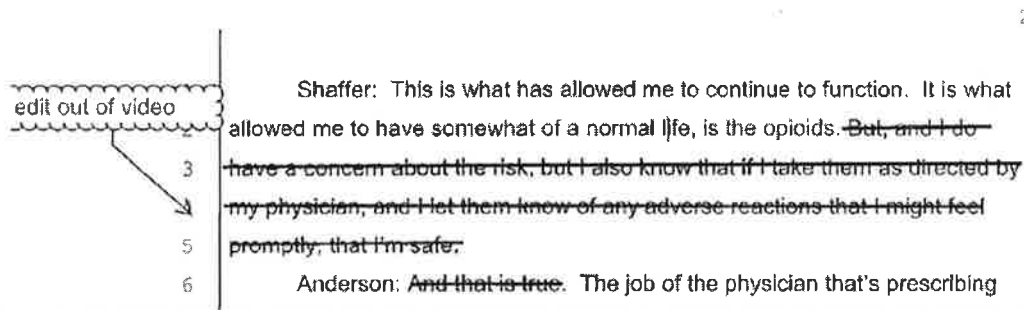 2
Shaffer: This is what has allowed me to continue to function. It is what
edit out of video
2 allowed me to have somewhat of a normal life, is the opioids. But, and I do
3 have a concern about the risk, but I also know that if I take them as directed by
my physician, and I let them know of any adverse reactions that I might feel
5 promptly, that I'm safe.
6 Anderson: And that is true. The job of the physician that's prescribing